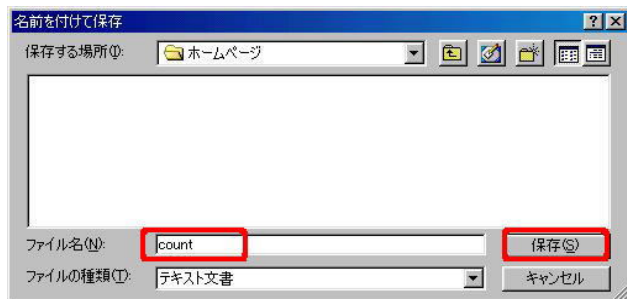 名前を付けて保存
保存する場所(I): ホームページ
ファイル名(N): count 保存(S)
ファイルの種類(T): テキスト文書 キャンセル